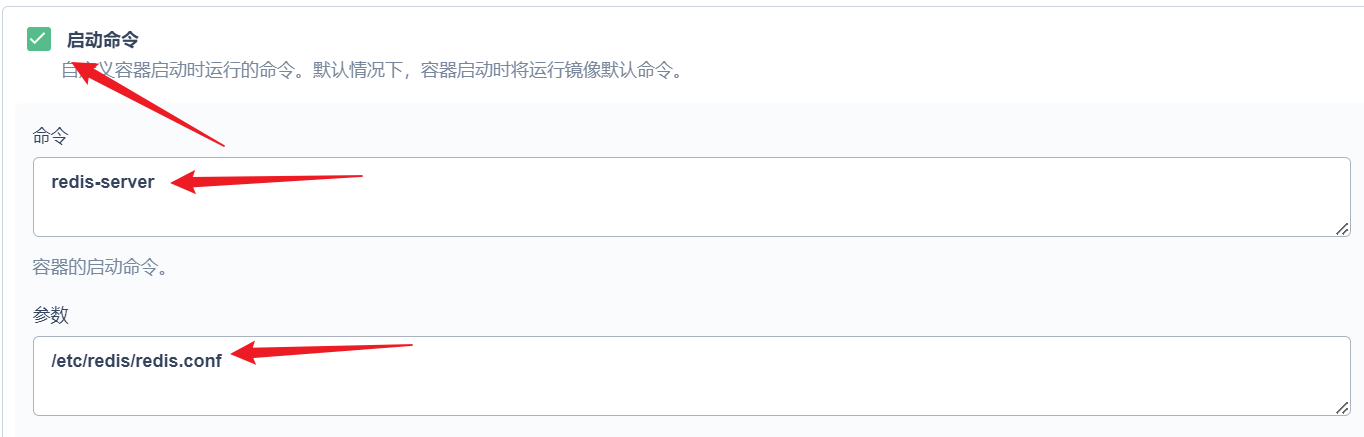 启动命令
自定义容器启动时运行的命令。默认情况下，容器启动时将运行镜像默认命令。
命令
redis-server
容器的启动命令。
参数
/etc/redis/redis.conf